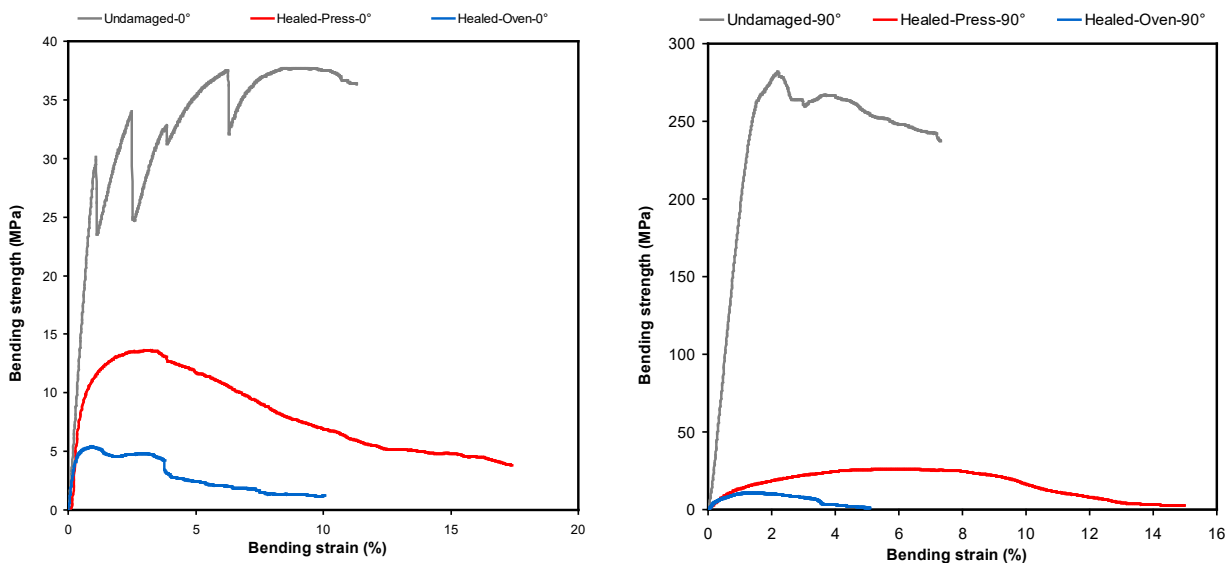 Undamaged-0° Healed-Press-0° Healed-Oven-0°
40
35
30
25
20
15
10
5
0
Bending strength (MPa)
0 5 10 15 20
Bending strain (%)
Undamaged-90° Healed-Press-90° Healed-Oven-90°
300
250
200
150
100
50
0
Bending strength (MPa)
0 2 4 6 8 10 12 14 16
Bending strain (%)